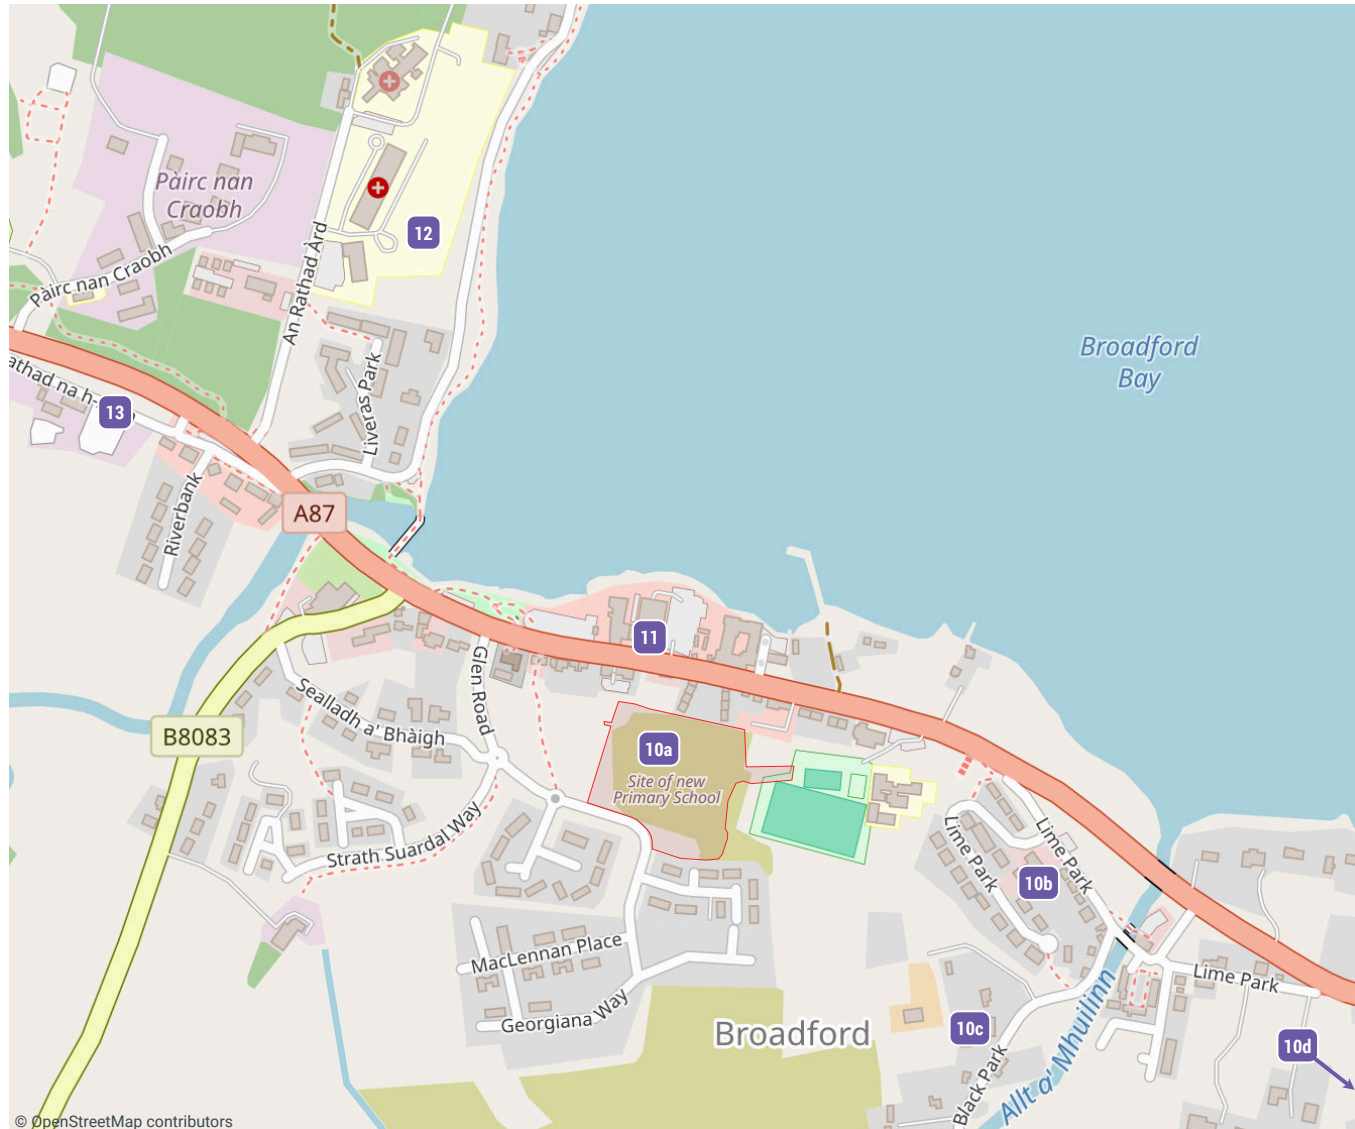 12
Pàirc nan
Craobh
Pàirc nan Craobh
An Rathad Àrd
Broadford
Bay
athad na h-
13
Liveras Park
Riverbank
A87
11
Glen Road
Sealladh a' Bhàigh
B8083
10a
Site of new
Primary School
Strath Suardal Way
Lime Park
Lime Park
10b
MacLennan Place
Georgiana Way
Lime Park
Broadford
10c
10d
Black Park
Allt a' Mhuilinn
© OpenStreetMap contributors